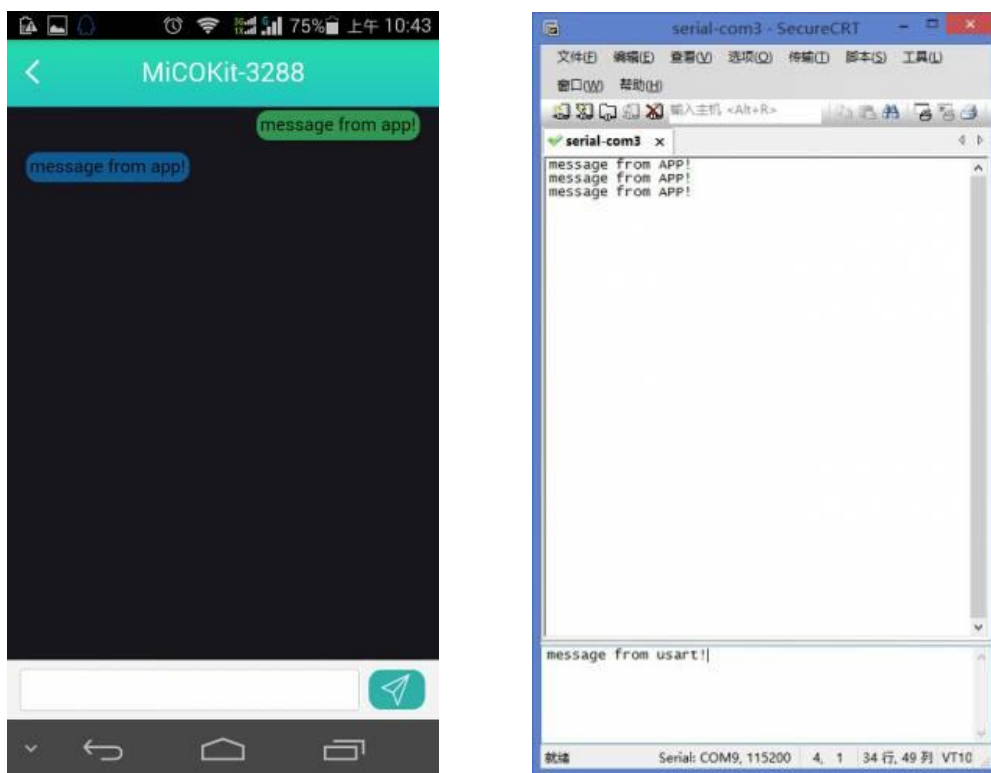 75% 上午 10:43
MiCOKit-3288
message from app!
message from app!
serial-com3 - SecureCRT
文件(F) 编辑(E) 查看(V) 选项(O) 传输(T) 脚本(S) 工具(L)
窗口(W) 帮助(H)
输入主机 <Alt+R>
serial-com3 x
message from APP!
message from APP!
message from APP!
message from usart!
就绪 Serial: COM9, 115200 4, 1 34 行, 49 列 VT10